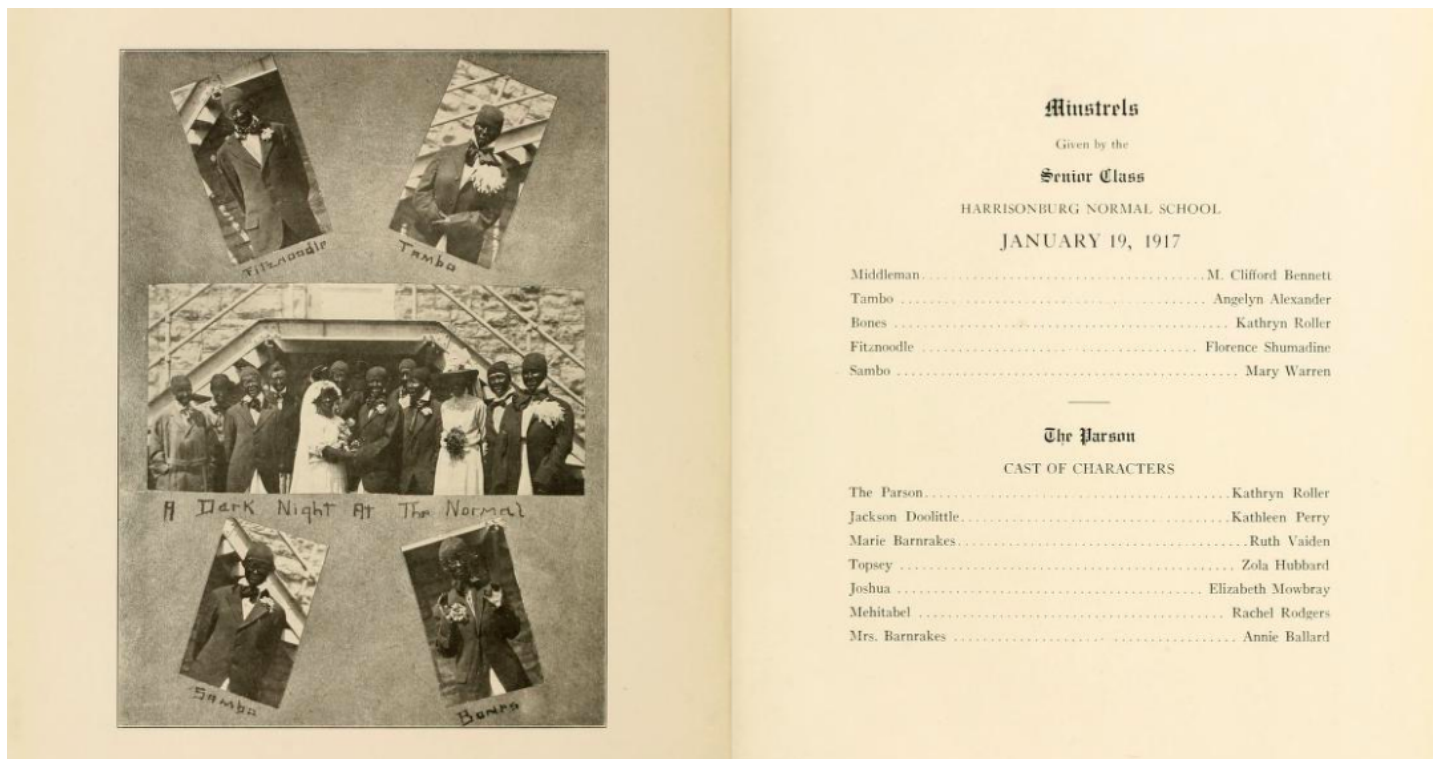 Fitznoodle
Tambo
A Dark Night At The Normal
Sambo
Bones
Minstrels
Given by the
Senior Class
HARRISONBURG NORMAL SCHOOL
JANUARY 19, 1917
Middleman ........ M. Clifford Bennett
Tambo ........ Angelyn Alexander
Bones ........ Kathryn Roller
Fitznoodle ........ Florence Shumadine
Sambo ........ Mary Warren
The Parson
CAST OF CHARACTERS
The Parson ........ Kathryn Roller
Jackson Doolittle ........ Kathleen Perry
Marie Barnrakes ........ Ruth Vaiden
Topsey ........ Zola Hubbard
Joshua ........ Elizabeth Mowbray
Mehitabel ........ Rachel Rodgers
Mrs. Barnrakes ........ Annie Ballard